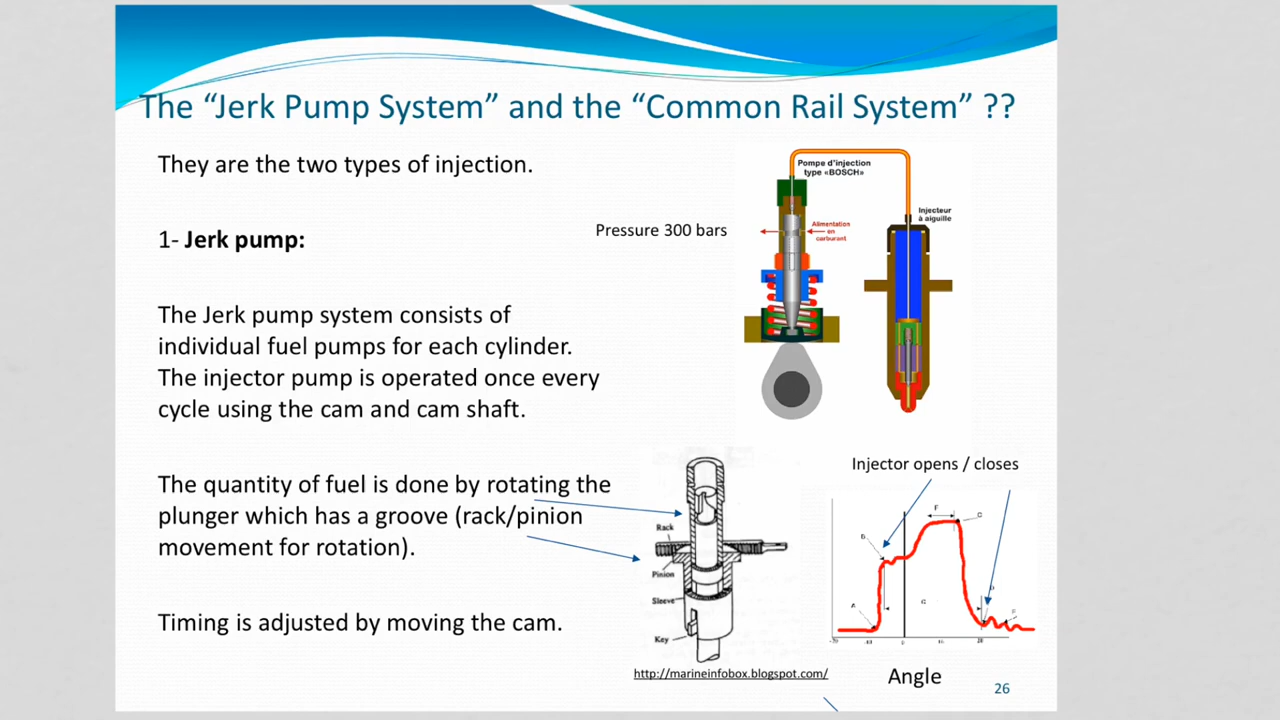 The “Jerk Pump System” and the “Common Rail System” ??
They are the two types of injection.
1- Jerk pump:
The Jerk pump system consists of
individual fuel pumps for each cylinder.
The injector pump is operated once every
cycle using the cam and cam shaft.
The quantity of fuel is done by rotating the
plunger which has a groove (rack/pinion
movement for rotation).
Timing is adjusted by moving the cam.
Pressure 300 bars
Pompe d'injection
type «BOSCH»
Alimentation
en
carburant
Injecteur
à aiguille
Rack
Pinion
Sleeve
Key
http://marineinfobox.blogspot.com/
Injector opens / closes
F
C
B
A
G
D
E
0
Angle
26